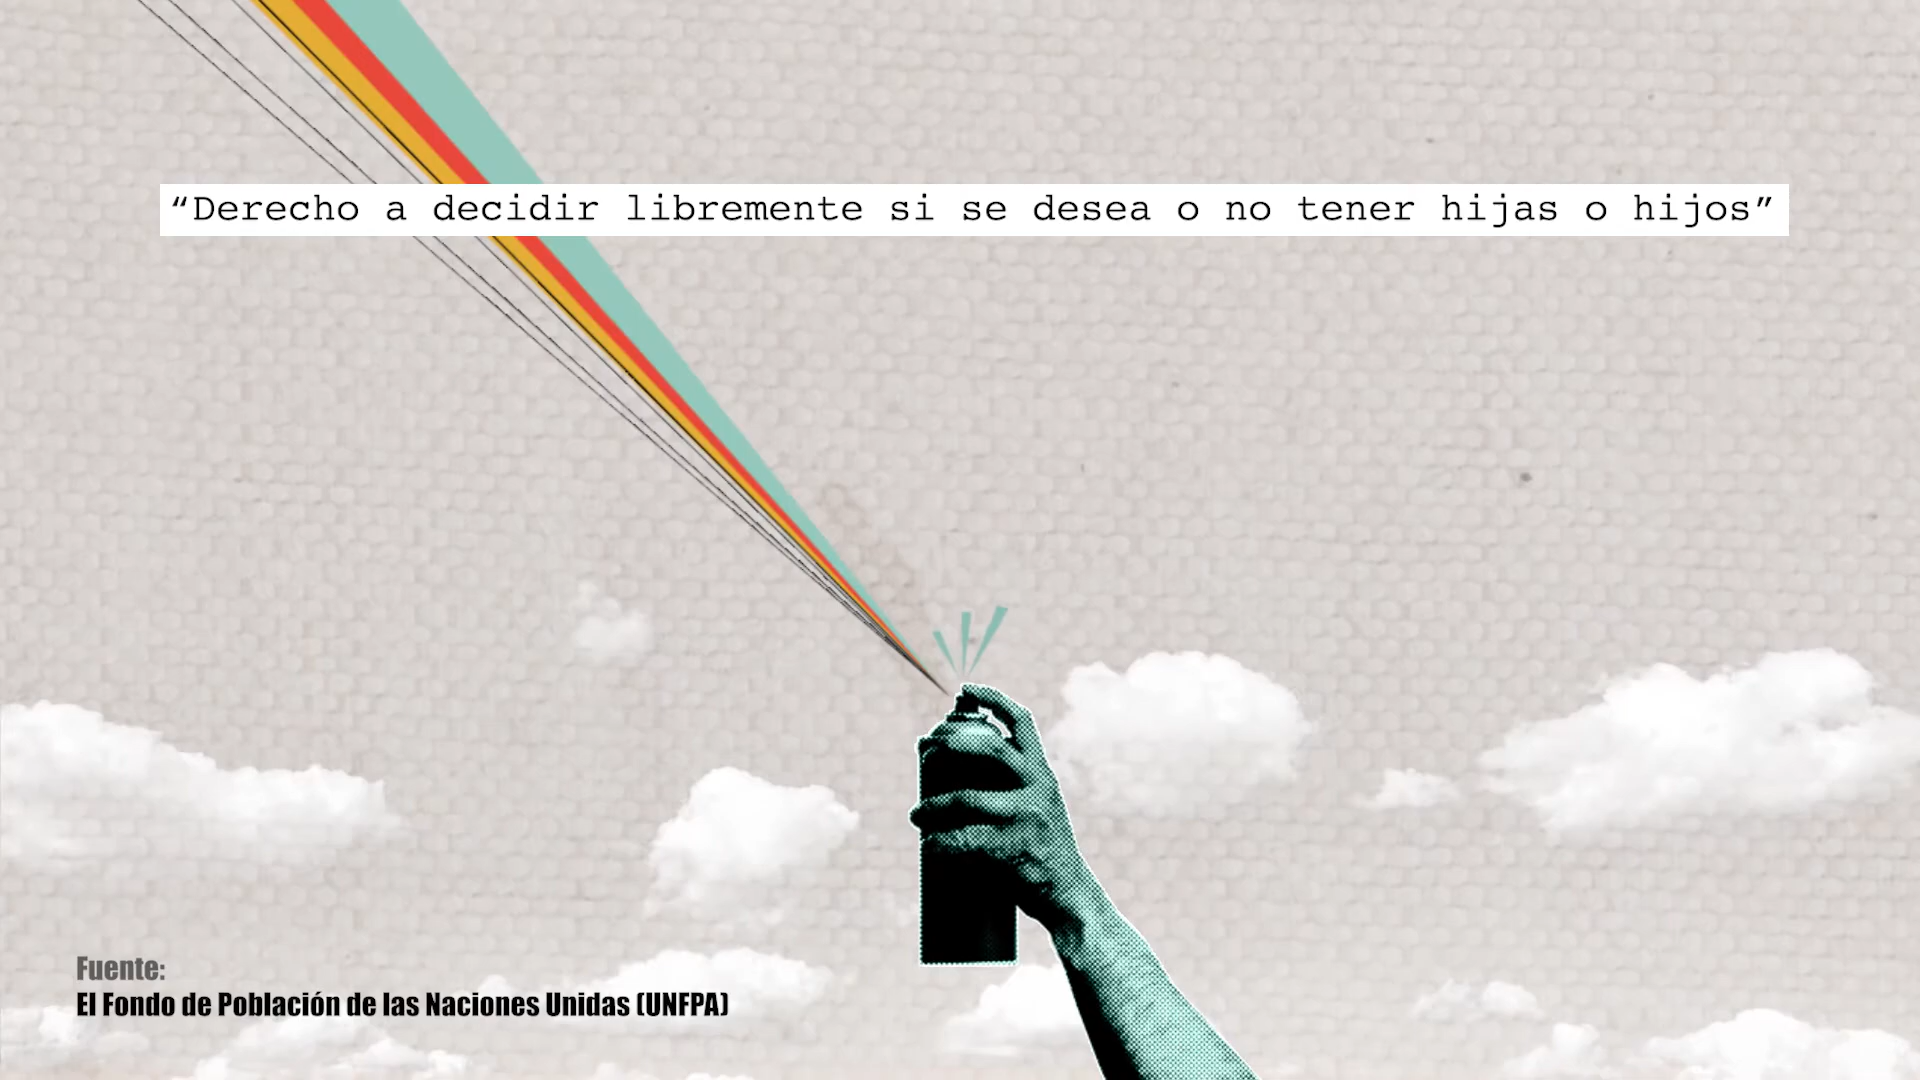 “Derecho a decidir libremente si se desea o no tener hijas o hijos”
Fuente:
El Fondo de Población de las Naciones Unidas (UNFPA)